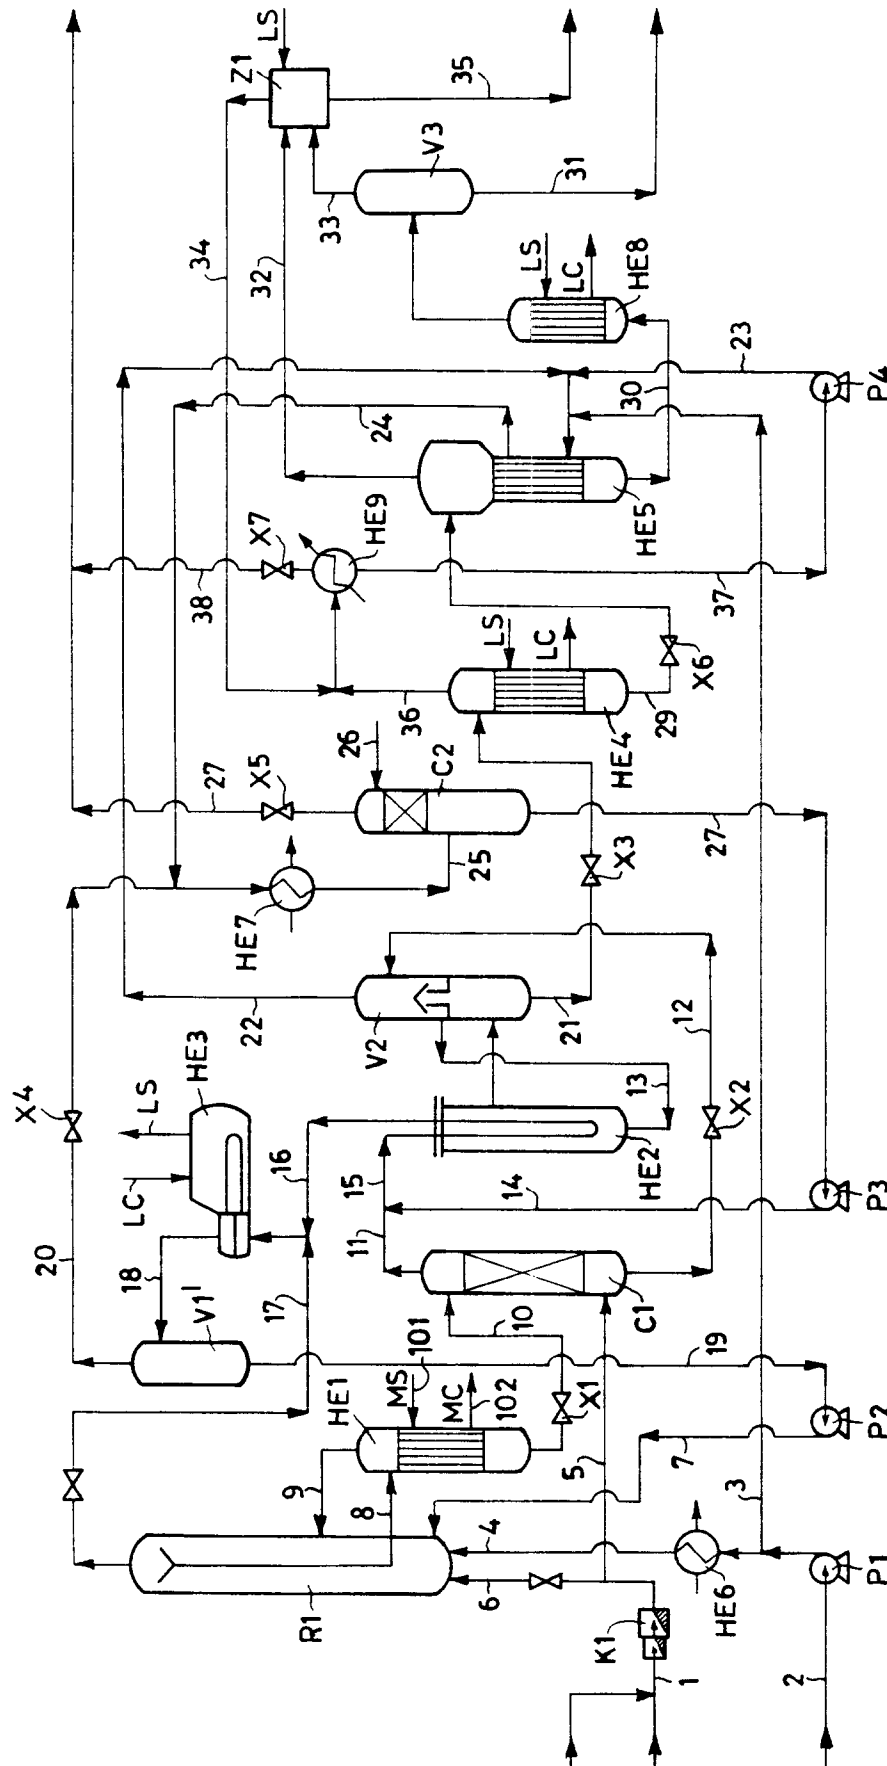 LS
Z1
35
34
33
V3
31
32
LS
LC
HE8
24
30
23
P4
HE5
X7
HE9
38
37
LS
LC
X6
29
36
HE4
26
C2
27
X5
25
27
X3
HE7
22
V2
21
12
13
X2
HE2
X4
LS
HE3
LC
16
15
14
P3
20
18
V1'
17
11
10
C1
19
MS
101
HE1
MC
102
X1
P2
9
8
7
5
4
3
R1
6
HE6
P1
K1
1
2